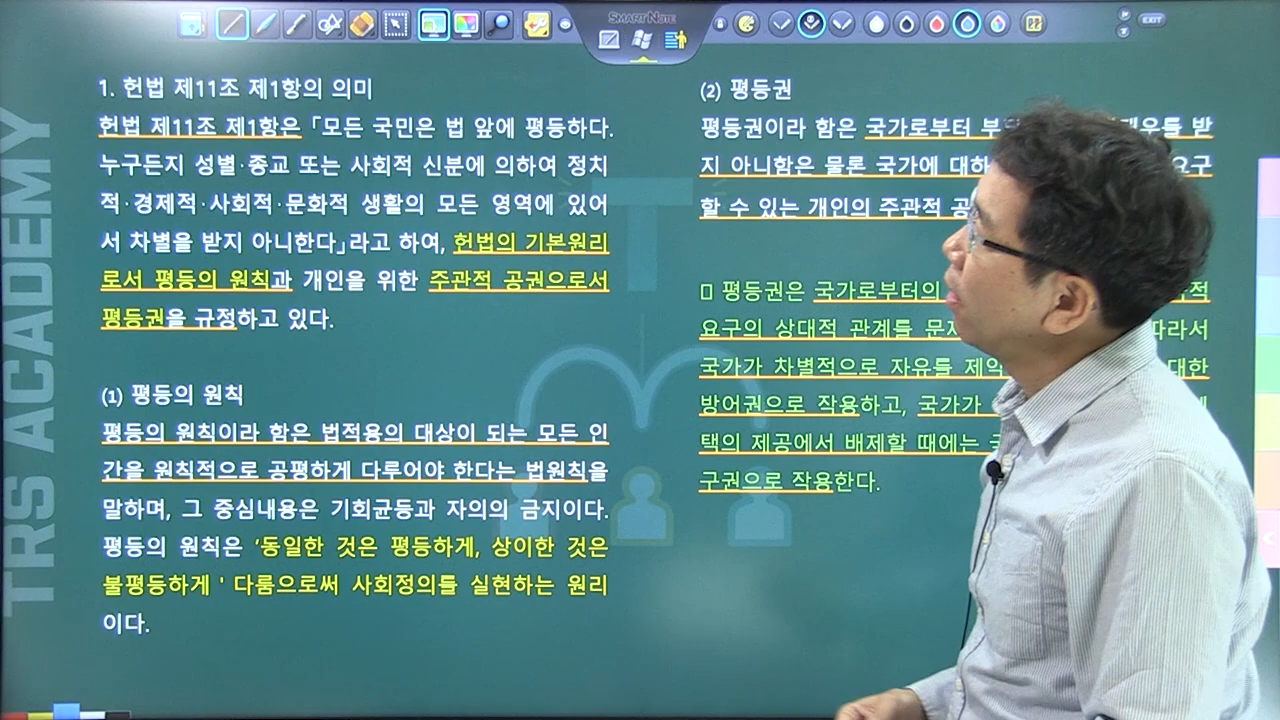 SMARTNOTE
EXIT
TRS ACADEMY
1. 헌법 제11조 제1항의 의미
헌법 제11조 제1항은 「모든 국민은 법 앞에 평등하다.
누구든지 성별·종교 또는 사회적 신분에 의하여 정치
적·경제적·사회적·문화적 생활의 모든 영역에 있어
서 차별을 받지 아니한다」라고 하여, 헌법의 기본원리
로서 평등의 원칙과 개인을 위한 주관적 공권으로서
평등권을 규정하고 있다.
(1) 평등의 원칙
평등의 원칙이라 함은 법적용의 대상이 되는 모든 인
간을 원칙적으로 공평하게 다루어야 한다는 법원칙을
말하며, 그 중심내용은 기회균등과 자의의 금지이다.
평등의 원칙은 '동일한 것은 평등하게, 상이한 것은
불평등하게 ' 다룸으로써 사회정의를 실현하는 원리
이다.
(2) 평등권
평등권이라 함은 국가로부터 받
지 아니함은 물론 국가에 요구
할 수 있는 개인의 주관적
평등권은 국가로부터의
요구의 상대적 관계를 따라서
국가가 차별적으로 자유를 대한
방어권으로 작용하고, 국가가
택의 제공에서 배제할 때에는
구권으로 작용한다.